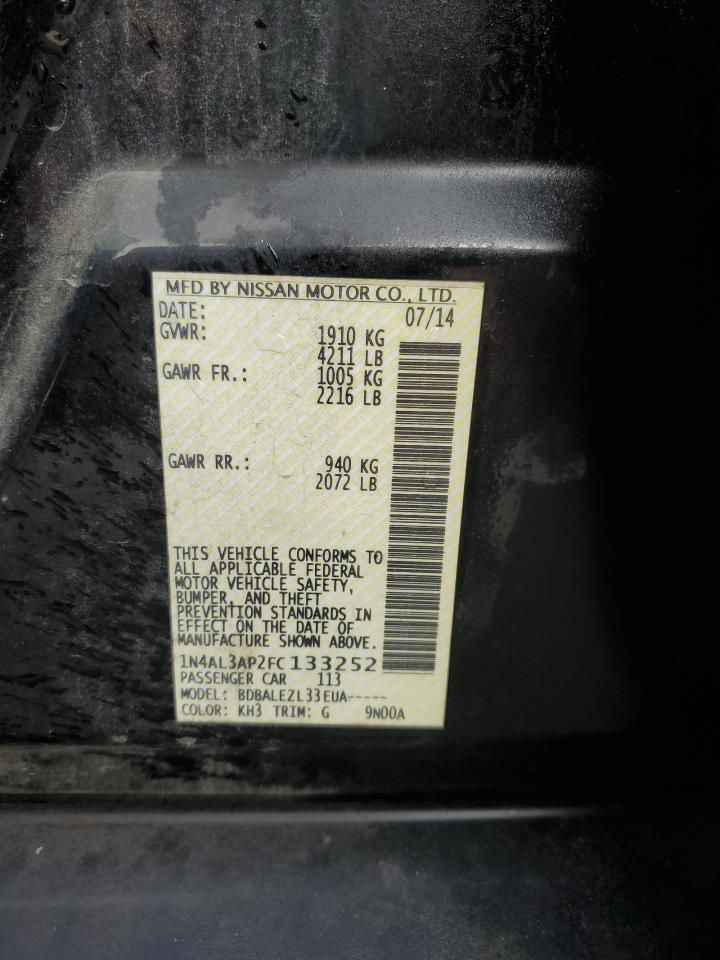 MFD BY NISSAN MOTOR CO., LTD.
DATE: 07/14
GVWR: 1910 KG
4211 LB
GAWR FR.: 1005 KG
2216 LB
GAWR RR.: 940 KG
2072 LB
THIS VEHICLE CONFORMS TO
ALL APPLICABLE FEDERAL
MOTOR VEHICLE SAFETY,
BUMPER, AND THEFT
PREVENTION STANDARDS IN
EFFECT ON THE DATE OF
MANUFACTURE SHOWN ABOVE.
1N4AL3AP2FC133252
PASSENGER CAR 113
MODEL: BDBALEZL33EUA-----
COLOR: KH3 TRIM: G 9N00A